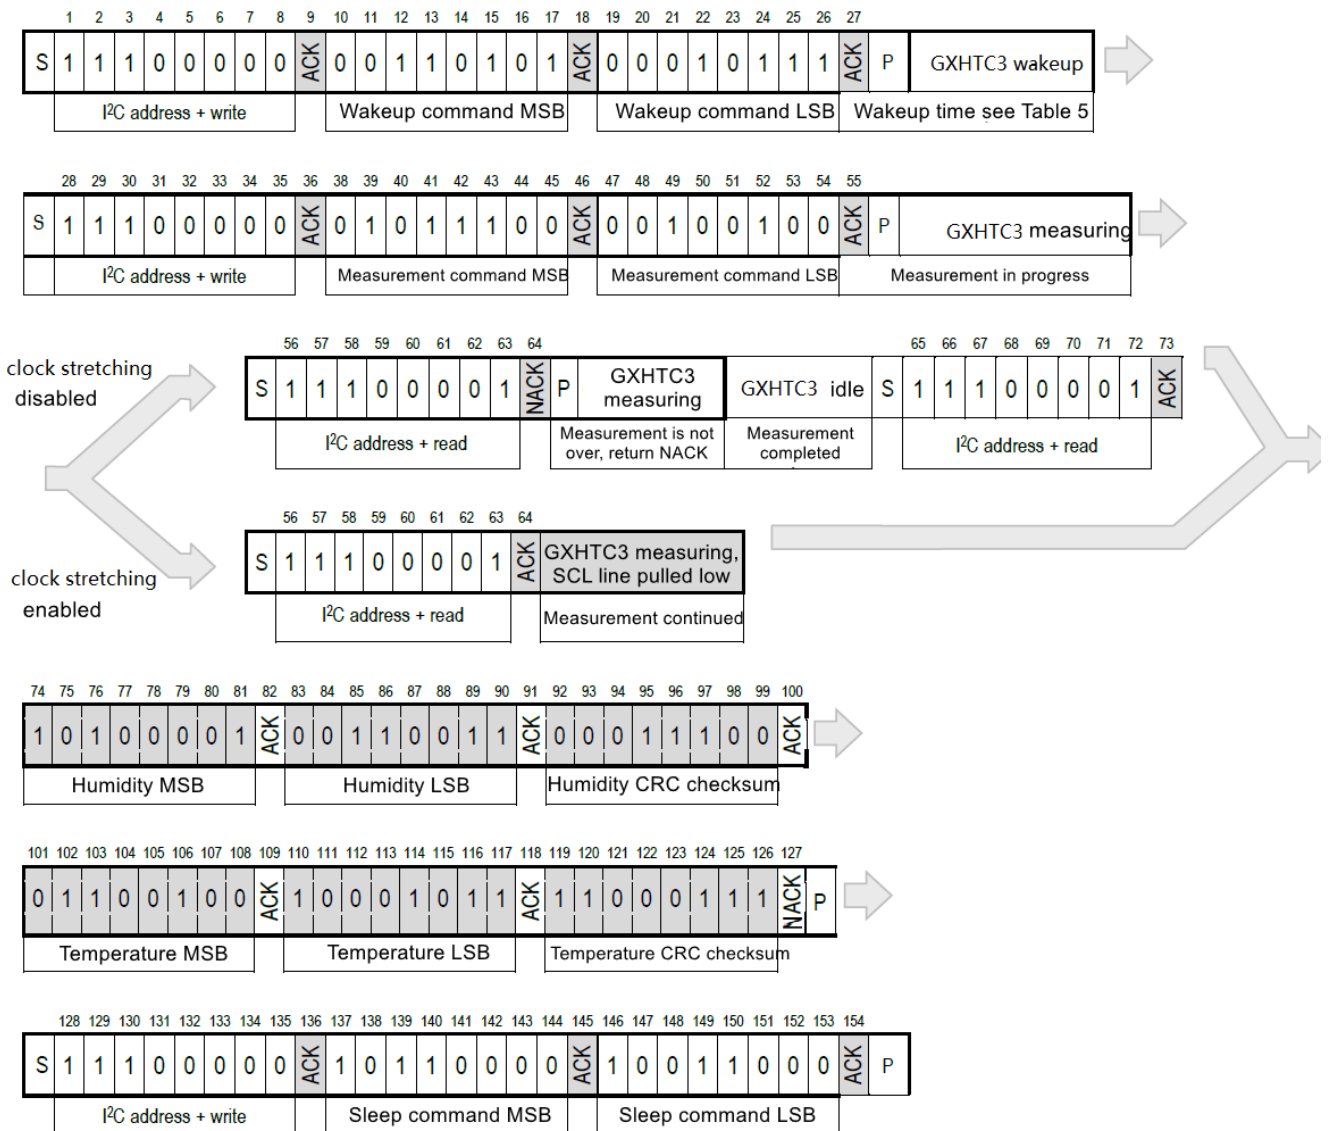 1 2 3 4 5 6 7 8 9 10 11 12 13 14 15 16 17 18 19 20 21 22 23 24 25 26 27
S 1 1 1 0 0 0 0 0 ACK 0 0 1 1 0 1 0 1 ACK 0 0 0 1 0 1 1 1 ACK P GXHTC3 wakeup
I²C address + write Wakeup command MSB Wakeup command LSB Wakeup time see Table 5
28 29 30 31 32 33 34 35 36 38 39 40 41 42 43 44 45 46 47 48 49 50 51 52 53 54 55
S 1 1 1 0 0 0 0 0 ACK 0 1 0 1 1 1 0 0 ACK 0 0 1 0 0 1 0 0 ACK P GXHTC3 measuring
I²C address + write Measurement command MSB Measurement command LSB Measurement in progress
clock stretching
disabled
56 57 58 59 60 61 62 63 64 65 66 67 68 69 70 71 72 73
S 1 1 1 0 0 0 0 1 NACK P GXHTC3 measuring GXHTC3 idle S 1 1 1 0 0 0 0 1 ACK
I²C address + read Measurement is not over, return NACK Measurement completed I²C address + read
clock stretching
enabled
56 57 58 59 60 61 62 63 64
S 1 1 1 0 0 0 0 1 ACK GXHTC3 measuring, SCL line pulled low
I²C address + read Measurement continued
74 75 76 77 78 79 80 81 82 83 84 85 86 87 88 89 90 91 92 93 94 95 96 97 98 99 100
1 0 1 0 0 0 0 1 ACK 0 0 1 1 0 0 1 1 ACK 0 0 0 1 1 1 0 0 ACK
Humidity MSB Humidity LSB Humidity CRC checksum
101 102 103 104 105 106 107 108 109 110 111 112 113 114 115 116 117 118 119 120 121 122 123 124 125 126 127
0 1 1 0 0 1 0 0 ACK 1 0 0 0 1 0 1 1 ACK 1 1 0 0 0 1 1 1 NACK P
Temperature MSB Temperature LSB Temperature CRC checksum
128 129 130 131 132 133 134 135 136 137 138 139 140 141 142 143 144 145 146 147 148 149 150 151 152 153 154
S 1 1 1 0 0 0 0 0 ACK 1 0 1 1 0 0 0 0 ACK 1 0 0 1 1 0 0 0 ACK P
I²C address + write Sleep command MSB Sleep command LSB